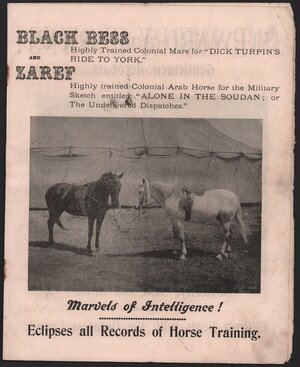 BLACK BESS
Highly Trained Colonial Mare for "DICK TURPIN'S
RIDE TO YORK."
AND
ZAREF
Highly trained Colonial Arab Horse for the Military
Sketch entitled "ALONE IN THE SOUDAN; or
The Undelivered Dispatches."
Marvels of Intelligence!
Eclipses all Records of Horse Training.